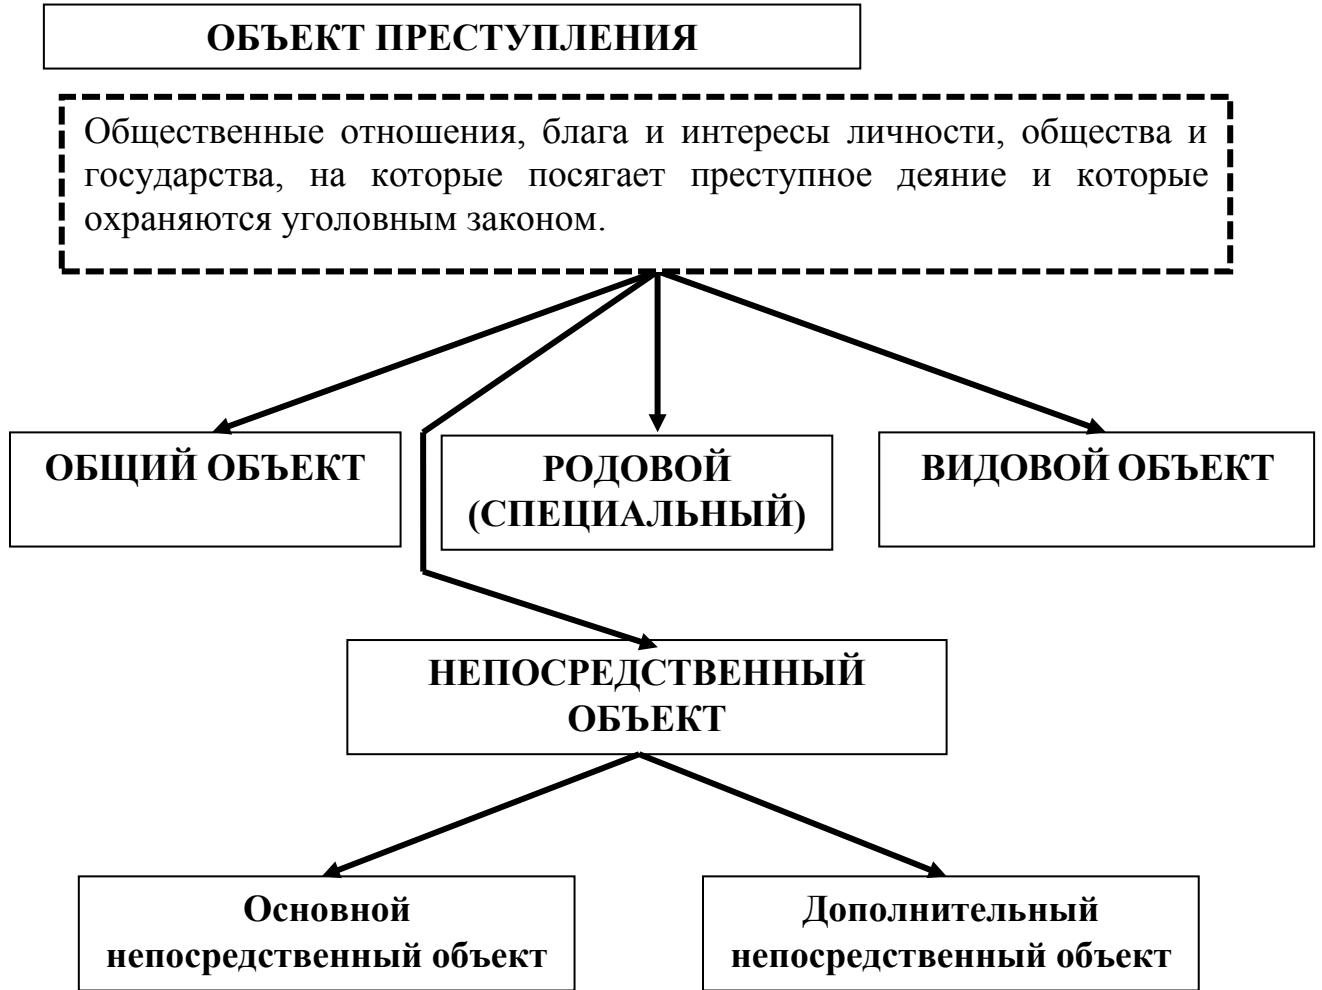 ОБЪЕКТ ПРЕСТУПЛЕНИЯ
Общественные отношения, блага и интересы личности, общества и
государства, на которые посягает преступное деяние и которые
охраняются уголовным законом.
ОБЩИЙ ОБЪЕКТ
РОДОВОЙ
(СПЕЦИАЛЬНЫЙ)
ВИДОВОЙ ОБЪЕКТ
НЕПОСРЕДСТВЕННЫЙ
ОБЪЕКТ
Основной
непосредственный объект
Дополнительный
непосредственный объект